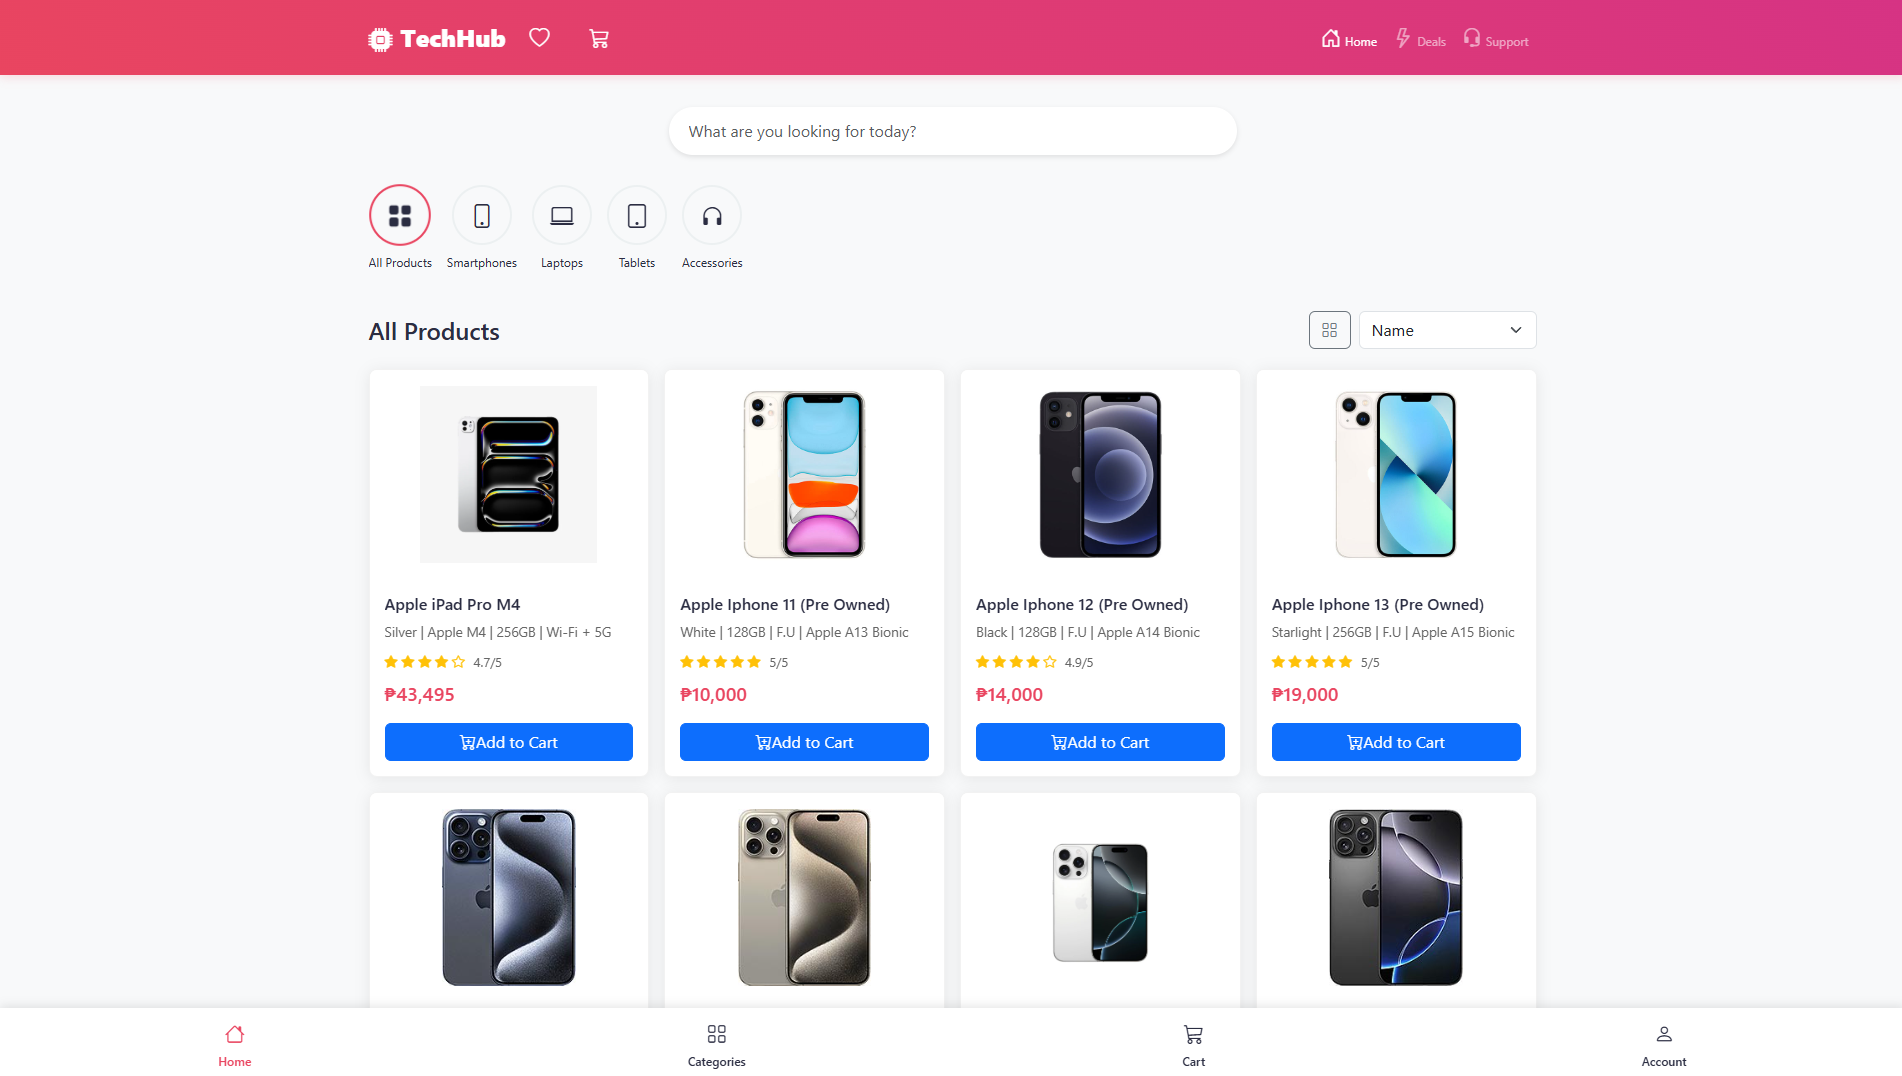 TechHub
Home Deals Support
What are you looking for today?
All Products Smartphones Laptops Tablets Accessories
All Products
Name
Apple iPad Pro M4
Silver | Apple M4 | 256GB | Wi-Fi + 5G
4.7/5
₱43,495
Add to Cart
Apple Iphone 11 (Pre Owned)
White | 128GB | F.U | Apple A13 Bionic
5/5
₱10,000
Add to Cart
Apple Iphone 12 (Pre Owned)
Black | 128GB | F.U | Apple A14 Bionic
4.9/5
₱14,000
Add to Cart
Apple Iphone 13 (Pre Owned)
Starlight | 256GB | F.U | Apple A15 Bionic
5/5
₱19,000
Add to Cart
Home Categories Cart Account